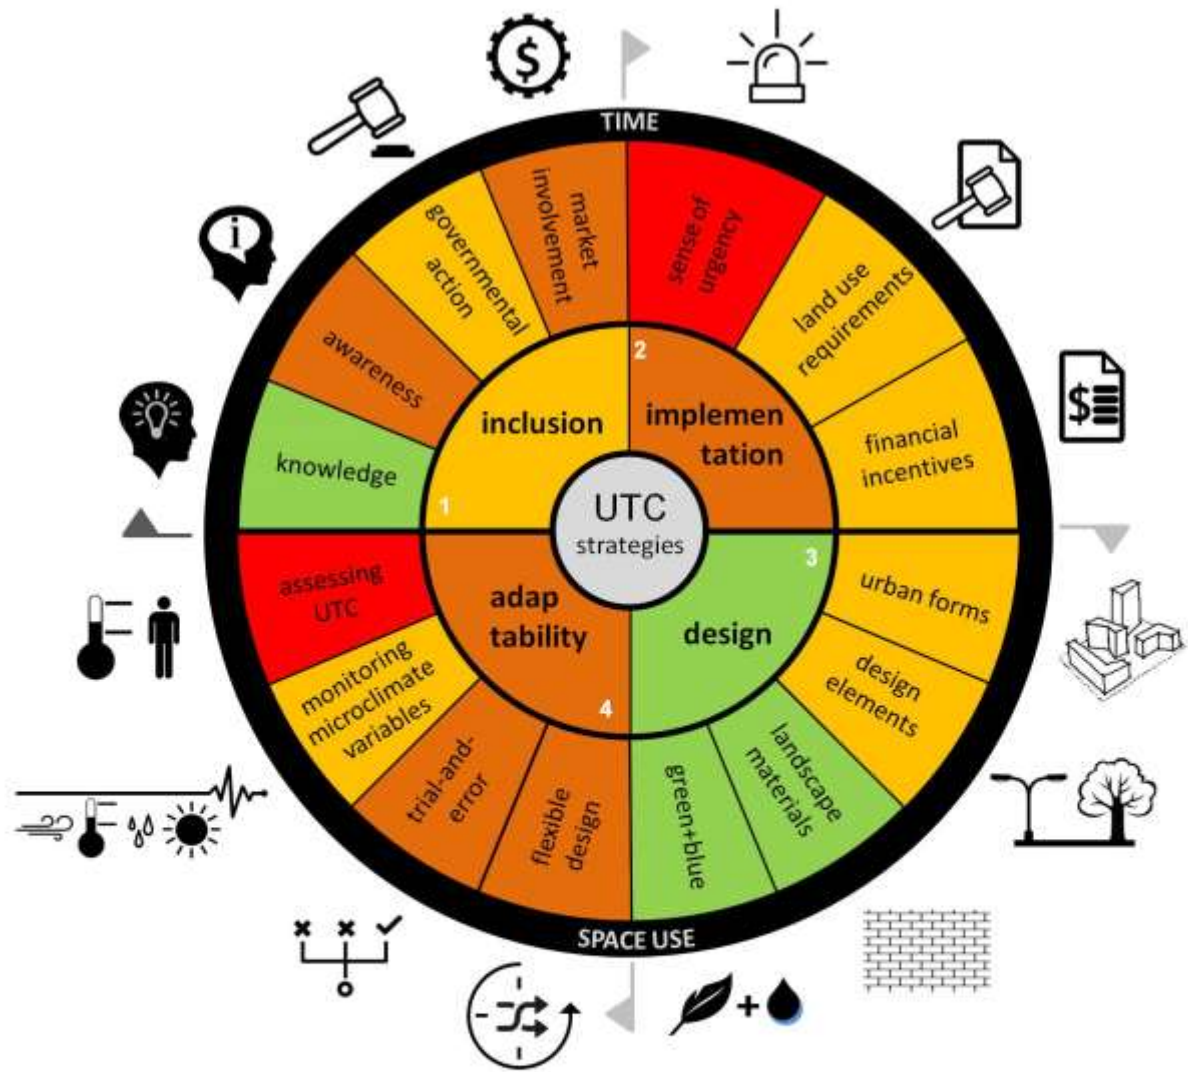 $
TIME
i
market
involvement
sense of
urgency
governmental
action
land use
requirements
awareness
2
$
inclusion
implemen
tation
financial
incentives
knowledge
1
UTC
strategies
3
assessing
UTC
adap
tability
design
urban forms
monitoring
microclimate
variables
design
elements
4
trial-and-
error
flexible
design
green+blue
landscape
materials
SPACE USE
+